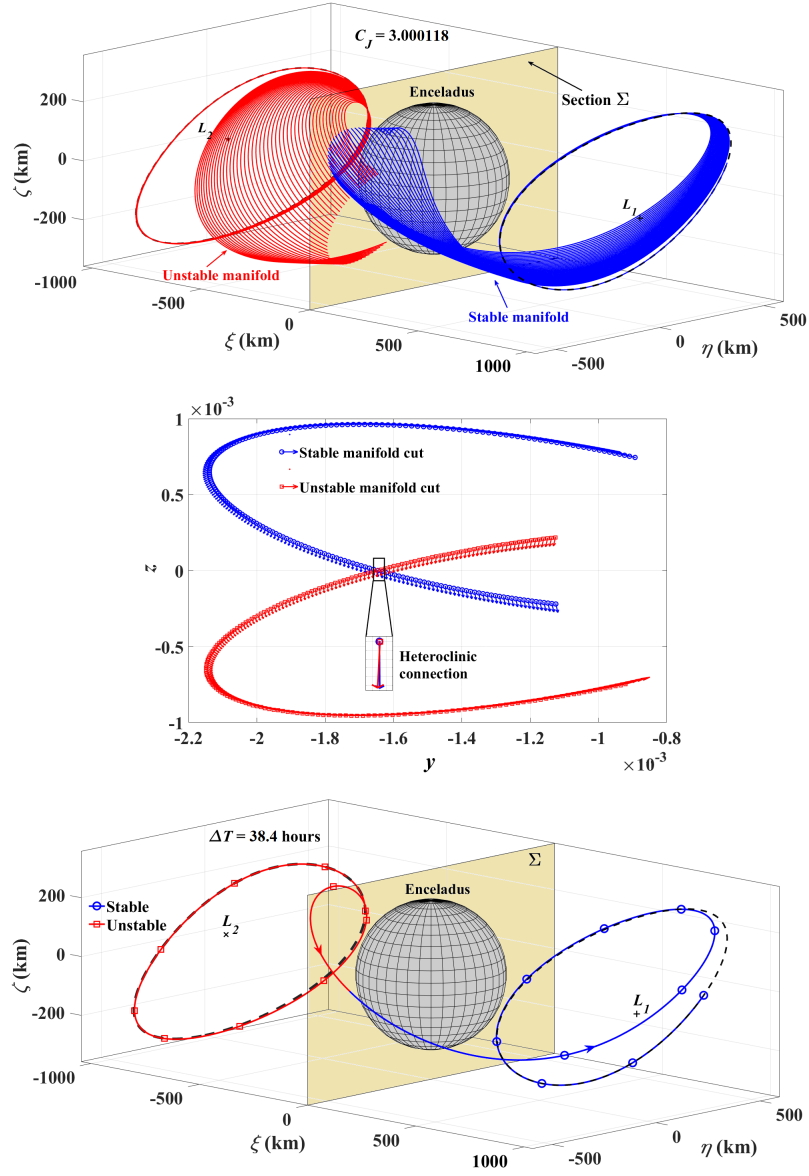 C_J = 3.000118
Enceladus
Section Σ
L_2
L_1
200
0
-200
ζ (km)
Unstable manifold
Stable manifold
-1000
-500
0
500
1000
ξ (km)
-500
0
500
η (km)
×10^-3
1
0.5
0
-0.5
-1
z
Stable manifold cut
Unstable manifold cut
Heteroclinic
connection
-2.2
-2
-1.8
-1.6
-1.4
-1.2
-1
-0.8
y
×10^-3
ΔT = 38.4 hours
Σ
Enceladus
Stable
Unstable
L_2
L_1
200
0
-200
ζ (km)
-1000
-500
0
500
1000
ξ (km)
-500
0
500
η (km)